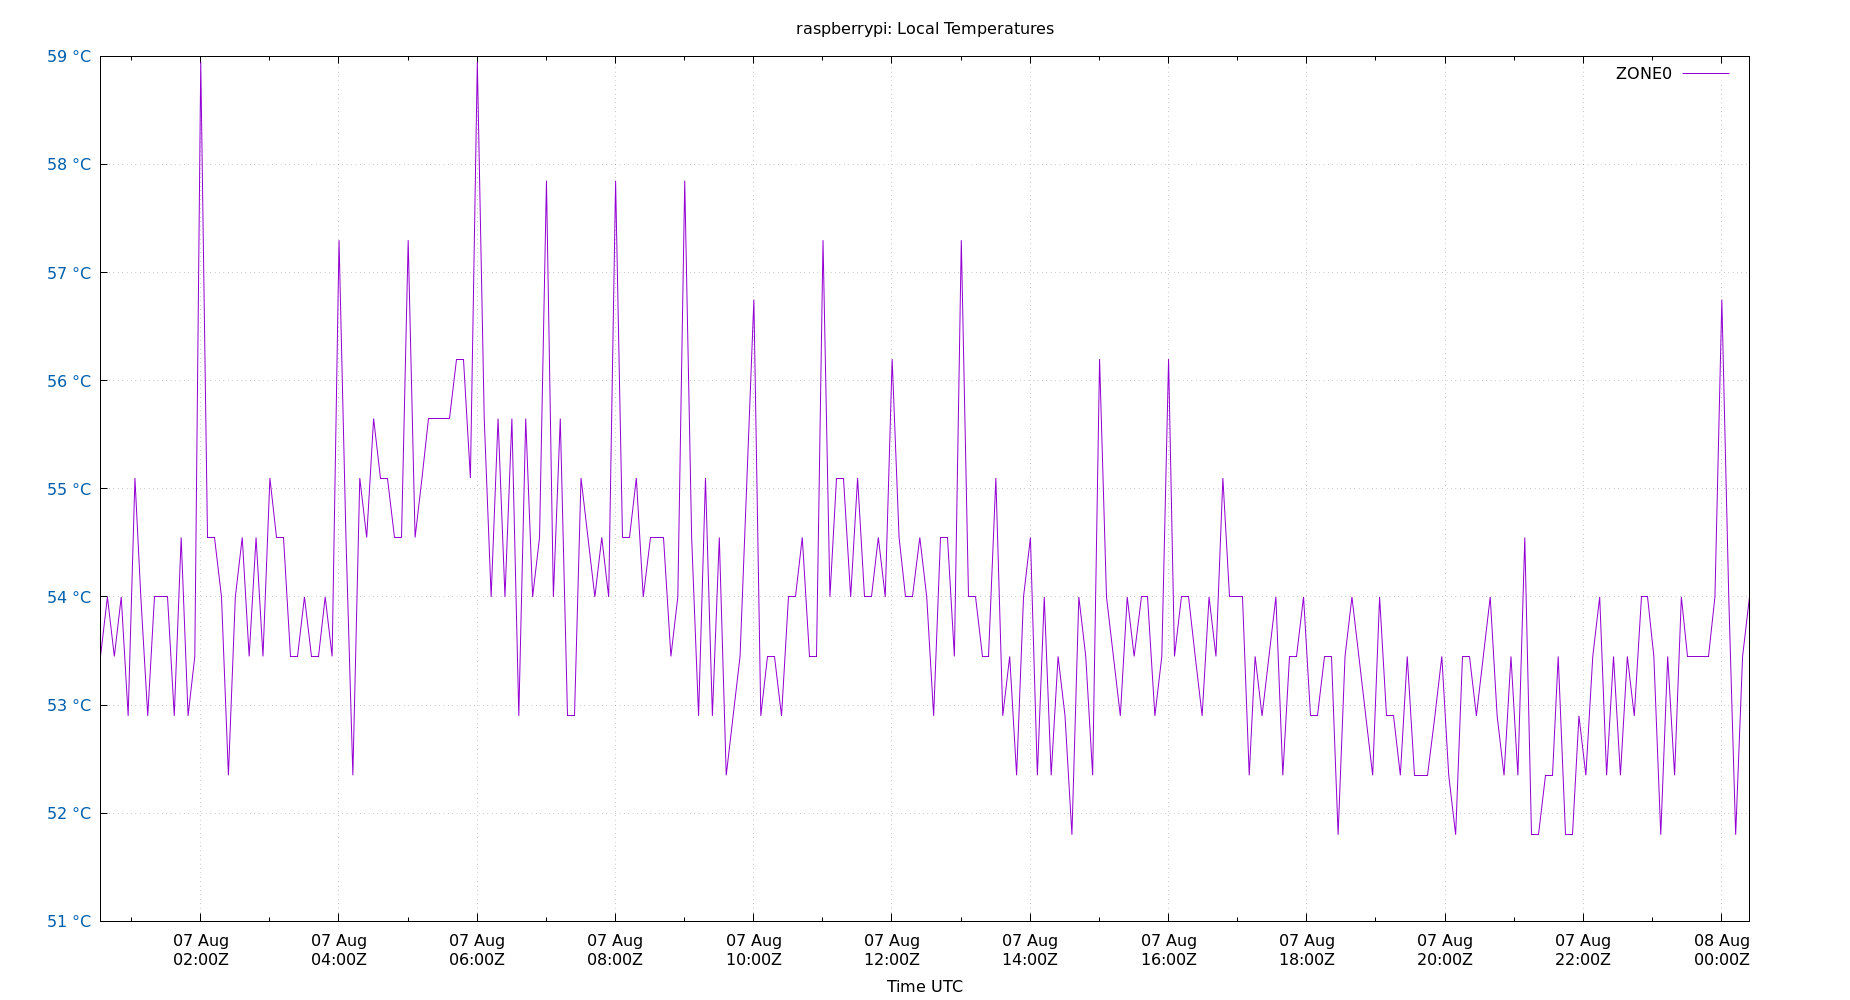 raspberrypi: Local Temperatures
ZONE0
59 °C
58 °C
57 °C
56 °C
55 °C
54 °C
53 °C
52 °C
51 °C
07 Aug 07 Aug 07 Aug 07 Aug 07 Aug 07 Aug 07 Aug 07 Aug 07 Aug 07 Aug 07 Aug 08 Aug
02:00Z 04:00Z 06:00Z 08:00Z 10:00Z 12:00Z 14:00Z 16:00Z 18:00Z 20:00Z 22:00Z 00:00Z
Time UTC